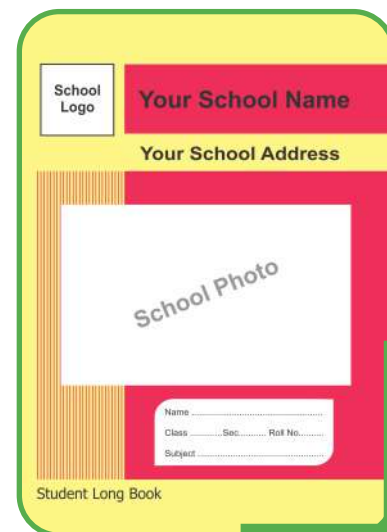 School
Logo
Your School Name
Your School Address
School Photo
Name ......................................................
Class .............Sec........... Roll No..........
Subject ....................................................
Student Long Book